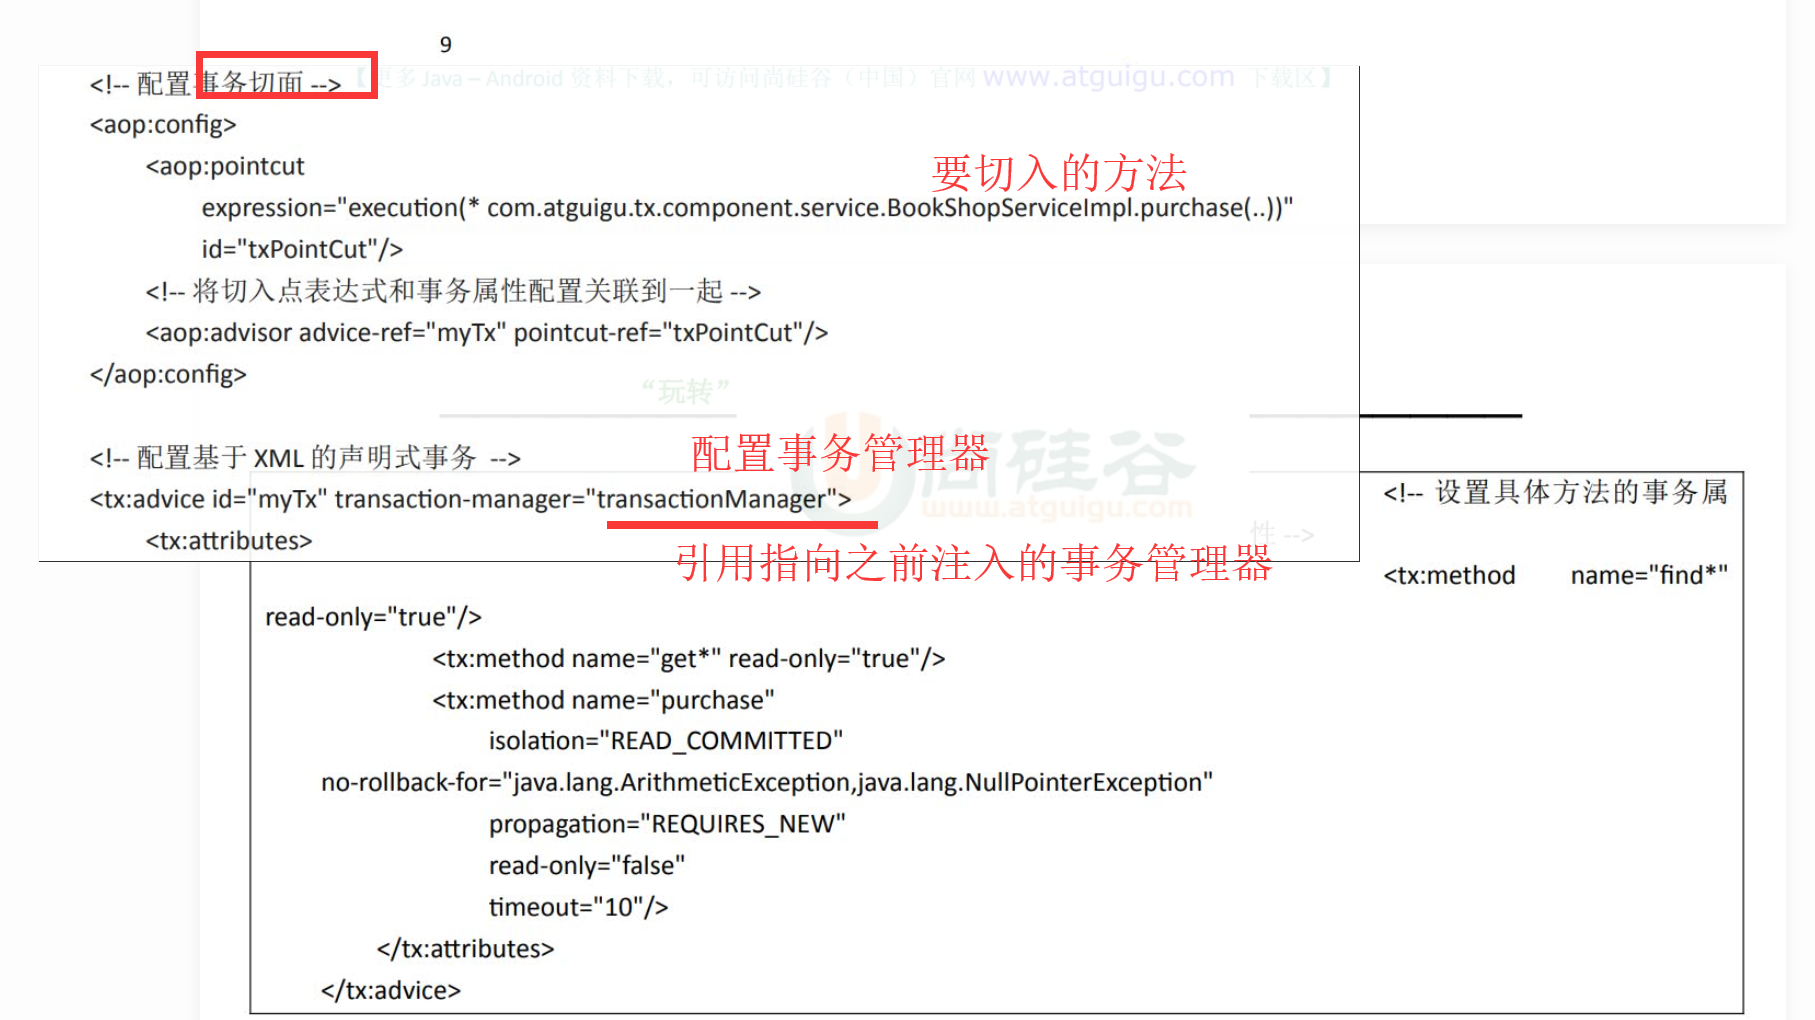 9
【更多 Java – Android 资料下载，可访问尚硅谷（中国）官网 www.atguigu.com 下载区】
<!-- 配置事务切面 -->
<aop:config>
<aop:pointcut
要切入的方法
expression="execution(* com.atguigu.tx.component.service.BookShopServiceImpl.purchase(..))"
id="txPointCut"/>
<!-- 将切入点表达式和事务属性配置关联到一起 -->
<aop:advisor advice-ref="myTx" pointcut-ref="txPointCut"/>
</aop:config>
“玩转”
尚硅谷
www.atguigu.com
<!-- 配置基于 XML 的声明式事务 -->
配置事务管理器
<tx:advice id="myTx" transaction-manager="transactionManager">
<tx:attributes>
引用指向之前注入的事务管理器
<!-- 设置具体方法的事务属
性 -->
<tx:method name="find*"
read-only="true"/>
<tx:method name="get*" read-only="true"/>
<tx:method name="purchase"
isolation="READ_COMMITTED"
no-rollback-for="java.lang.ArithmeticException,java.lang.NullPointerException"
propagation="REQUIRES_NEW"
read-only="false"
timeout="10"/>
</tx:attributes>
</tx:advice>